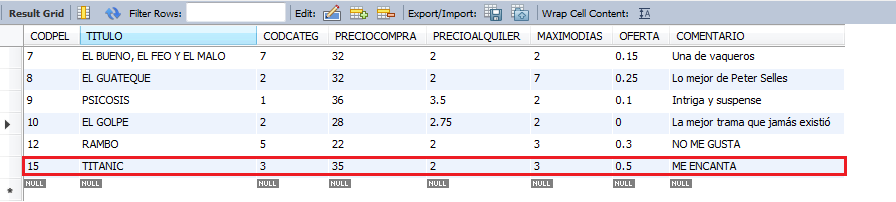 Result Grid Filter Rows: Edit: Export/Import: Wrap Cell Content: IA
CODPEL TITULO CODCATEG PRECIOCOMPRA PRECIOALQUILER MAXIMODIAS OFERTA COMENTARIO
7 EL BUENO, EL FEO Y EL MALO 7 32 2 2 0.15 Una de vaqueros
8 EL GUATEQUE 2 32 2 7 0.25 Lo mejor de Peter Selles
9 PSICOSIS 1 36 3.5 2 0.1 Intriga y suspense
10 EL GOLPE 2 28 2.75 2 0 La mejor trama que jamás existió
12 RAMBO 5 22 2 3 0.3 NO ME GUSTA
15 TITANIC 3 35 2 3 0.5 ME ENCANTA
NULL NULL NULL NULL NULL NULL NULL NULL